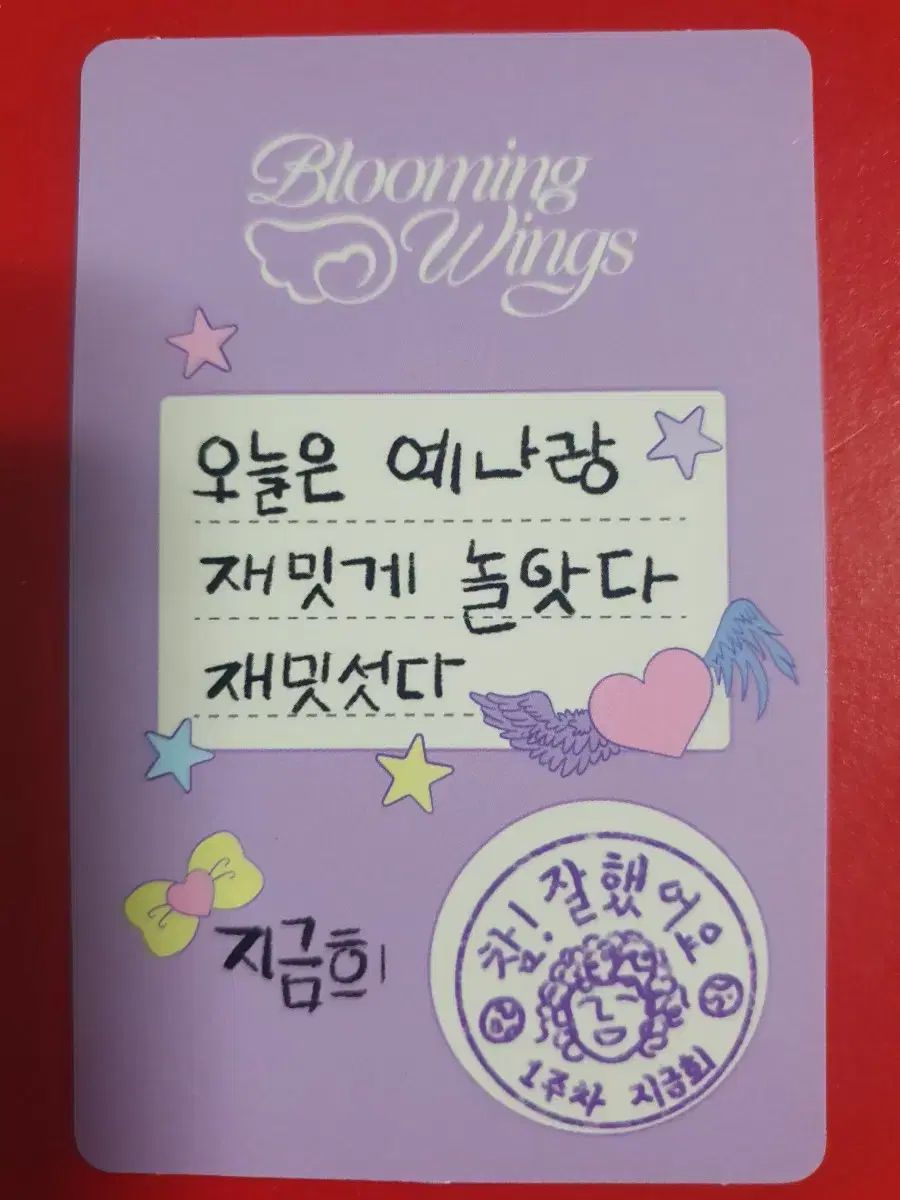 Blooming
Wings
오늘은 예나랑
재밋게 놀앗다
재밋섯다
지금희
참! 잘했어요
1주차 지금희